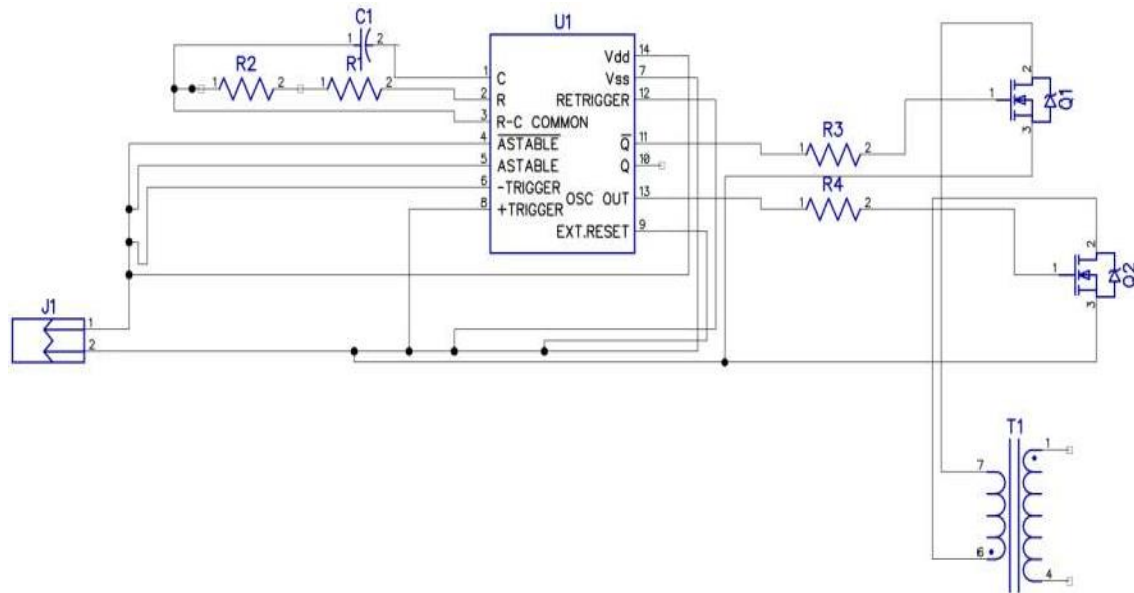 C1
1
2
R2
1
2
R1
1
2
U1
1
C
2
R
3
R-C COMMON
4
ASTABLE
5
ASTABLE
6
-TRIGGER
8
+TRIGGER
Vdd
14
Vss
7
RETRIGGER
12
Q
11
Q
10
OSC OUT
13
EXT.RESET
9
R3
1
2
R4
1
2
Q1
1
2
3
Q2
1
2
3
J1
1
2
T1
7
6
1
4